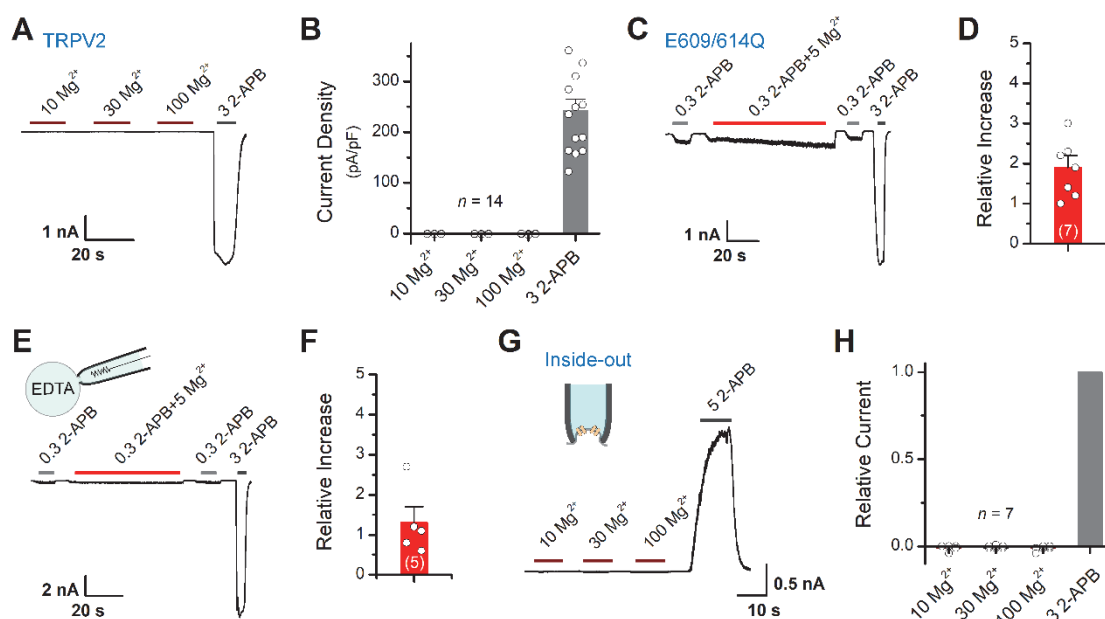 A
TRPV2
10 Mg²⁺
30 Mg²⁺
100 Mg²⁺
3 2-APB
1 nA
20 s
B
Current Density
(pA/pF)
300
200
100
0
n = 14
10 Mg²⁺
30 Mg²⁺
100 Mg²⁺
3 2-APB
C
E609/614Q
0.3 2-APB
0.3 2-APB+5 Mg²⁺
0.3 2-APB
3 2-APB
1 nA
20 s
D
Relative Increase
5
4
3
2
1
0
(7)
E
EDTA
0.3 2-APB
0.3 2-APB+5 Mg²⁺
0.3 2-APB
3 2-APB
2 nA
20 s
F
Relative Increase
5
4
3
2
1
0
(5)
G
Inside-out
10 Mg²⁺
30 Mg²⁺
100 Mg²⁺
5 2-APB
0.5 nA
10 s
H
Relative Current
1.0
0.5
0.0
n = 7
10 Mg²⁺
30 Mg²⁺
100 Mg²⁺
3 2-APB